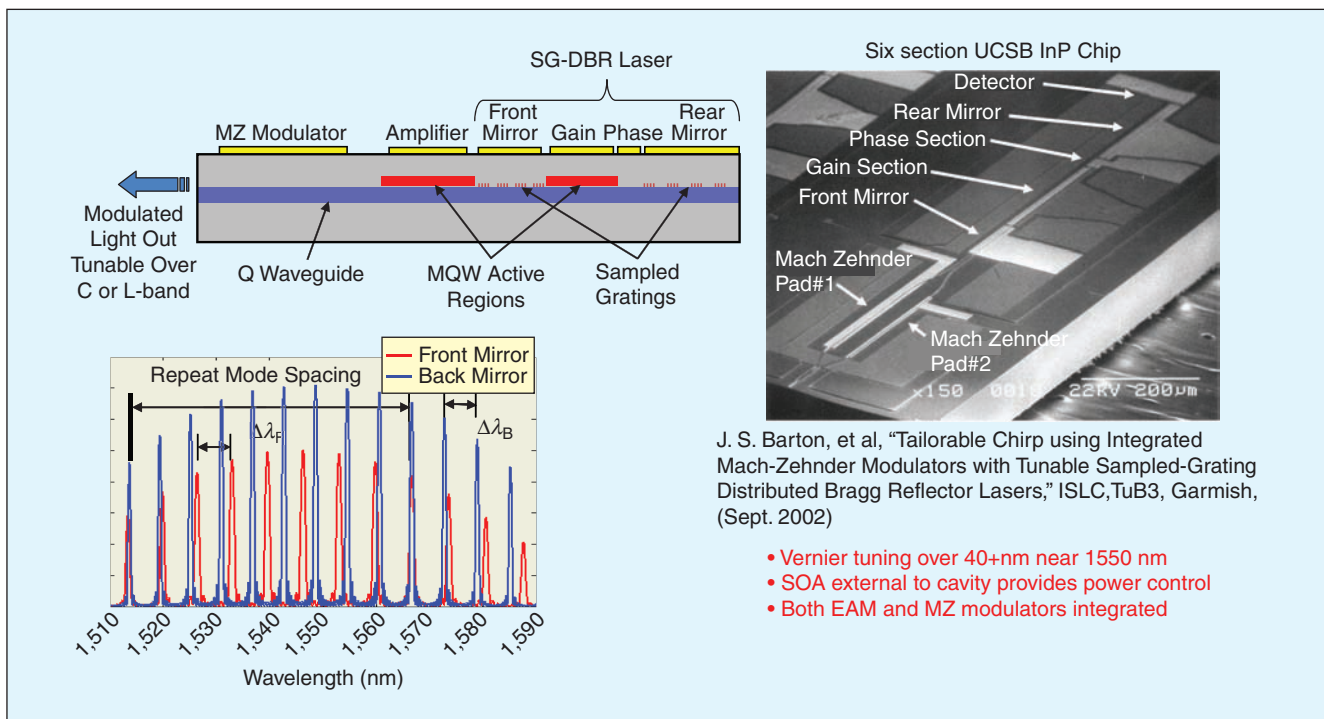 SG-DBR Laser
Front
Mirror
Rear
Mirror
MZ Modulator
Amplifier
Gain
Phase
Modulated
Light Out
Tunable Over
C or L-band
Q Waveguide
MQW Active
Regions
Sampled
Gratings
Front Mirror
Back Mirror
Repeat Mode Spacing
ΔλF
ΔλB
1,510
1,520
1,530
1,540
1,550
1,560
1,570
1,580
1,590
Wavelength (nm)
Six section UCSB InP Chip
Detector
Rear Mirror
Phase Section
Gain Section
Front Mirror
Mach Zehnder
Pad#1
Mach Zehnder
Pad#2
22KV 200μm
J. S. Barton, et al, “Tailorable Chirp using Integrated
Mach-Zehnder Modulators with Tunable Sampled-Grating
Distributed Bragg Reflector Lasers,” ISLC,TuB3, Garmish,
(Sept. 2002)
• Vernier tuning over 40+nm near 1550 nm
• SOA external to cavity provides power control
• Both EAM and MZ modulators integrated